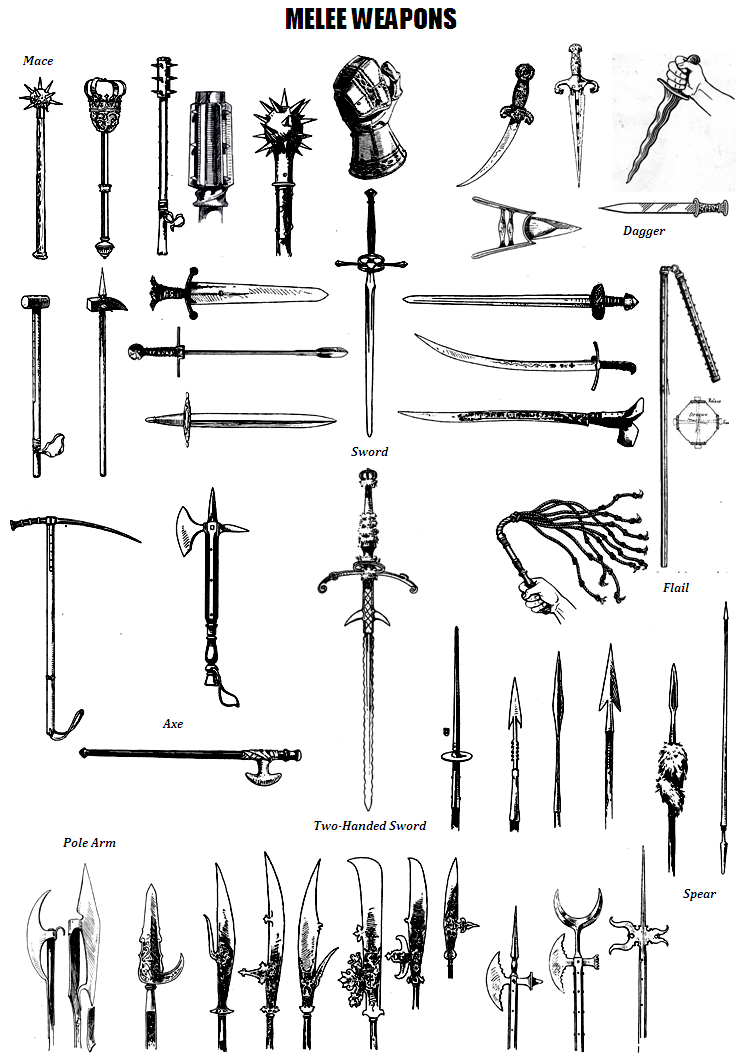 MELEE WEAPONS
Mace
Dagger
Sword
Flail
Axe
Two-Handed Sword
Pole Arm
Spear